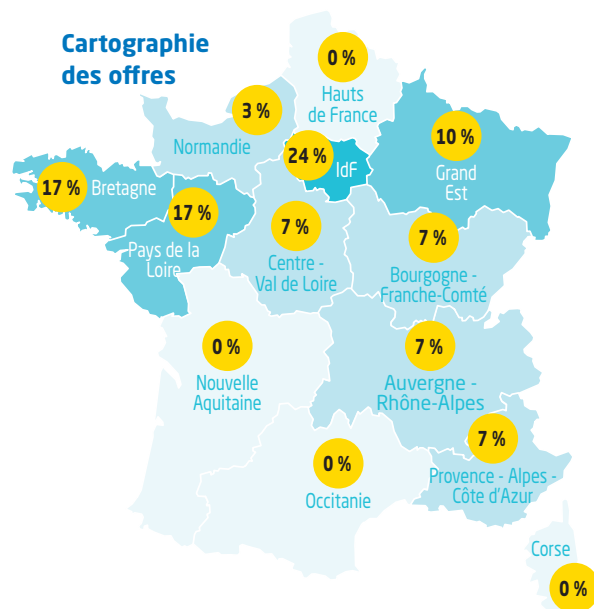 Cartographie
des offres
0 %
Hauts
de France
3 %
Normandie
10 %
Grand
Est
24 %
IdF
17 %
Bretagne
17 %
Pays de la
Loire
7 %
Centre -
Val de Loire
7 %
Bourgogne -
Franche-Comté
0 %
Nouvelle
Aquitaine
7 %
Auvergne -
Rhône-Alpes
7 %
Provence - Alpes -
Côte d'Azur
0 %
Occitanie
Corse
0 %